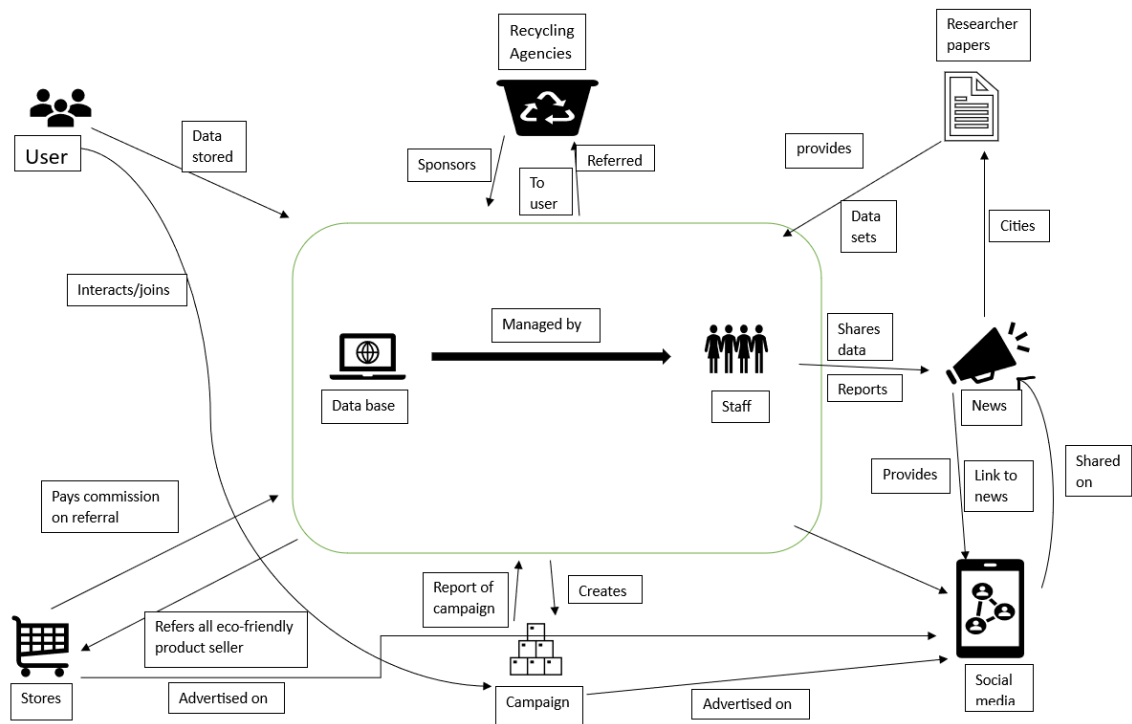 Recycling
Agencies
Researcher
papers
User
Data
stored
Sponsors
To
user
Referred
provides
Data
sets
Cities
Interacts/joins
Managed by
Shares
data
Reports
Data base
Staff
News
Provides
Link to
news
Shared
on
Pays commission
on referral
Report of
campaign
Creates
Refers all eco-friendly
product seller
Stores
Advertised on
Campaign
Advertised on
Social
media